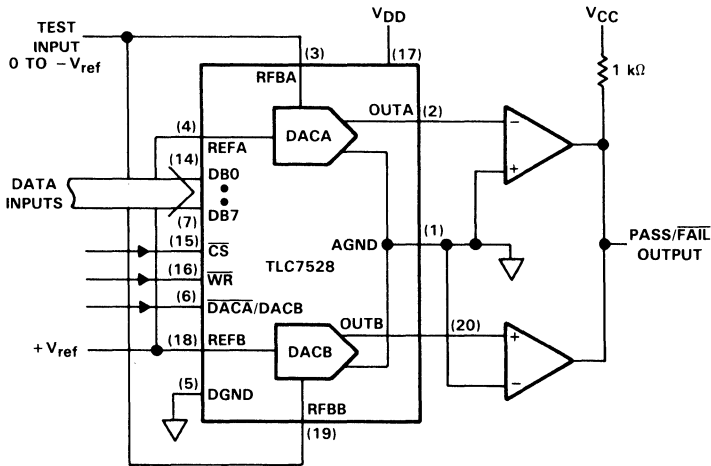 TEST
INPUT
0 TO −Vref
VDD
VCC
(3)
(17)
1 kΩ
RFBA
OUTA
(2)
−
(4)
REFA
DACA
+
(14)
DB0
DATA
INPUTS
DB7
(7)
(15)
CS
AGND
(1)
PASS/FAIL
OUTPUT
(16)
WR
TLC7528
(6)
DACA/DACB
OUTB
(20)
+
+Vref
(18)
REFB
DACB
−
(5)
DGND
RFBB
(19)